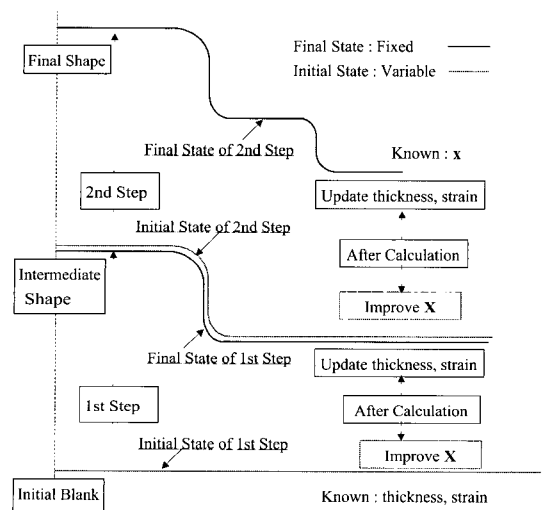 Final State : Fixed
Initial State : Variable
Final Shape
Final State of 2nd Step
Known : x
2nd Step
Update thickness, strain
Initial State of 2nd Step
After Calculation
Intermediate
Shape
Improve X
Final State of 1st Step
Update thickness, strain
1st Step
After Calculation
Initial State of 1st Step
Improve X
Initial Blank
Known : thickness, strain